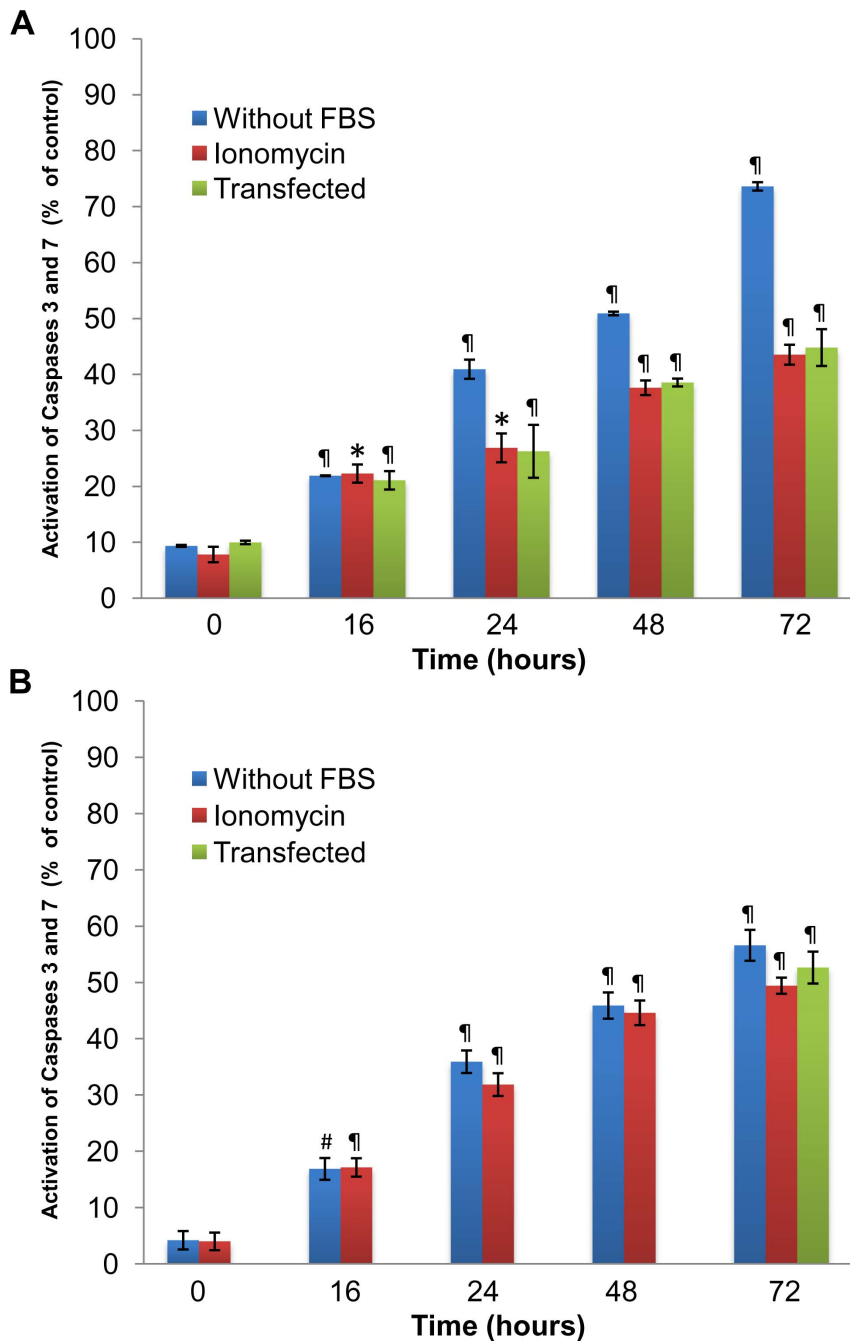 A
100
90
80
70
60
50
40
30
20
10
0
Activation of Caspases 3 and 7 (% of control)
Without FBS
Ionomycin
Transfected
¶ * ¶
¶ * ¶
¶ ¶ ¶
¶ ¶ ¶
0 16 24 48 72
Time (hours)
B
100
90
80
70
60
50
40
30
20
10
0
Activation of Caspases 3 and 7 (% of control)
Without FBS
Ionomycin
Transfected
# ¶
¶ ¶
¶ ¶
¶ ¶ ¶
0 16 24 48 72
Time (hours)